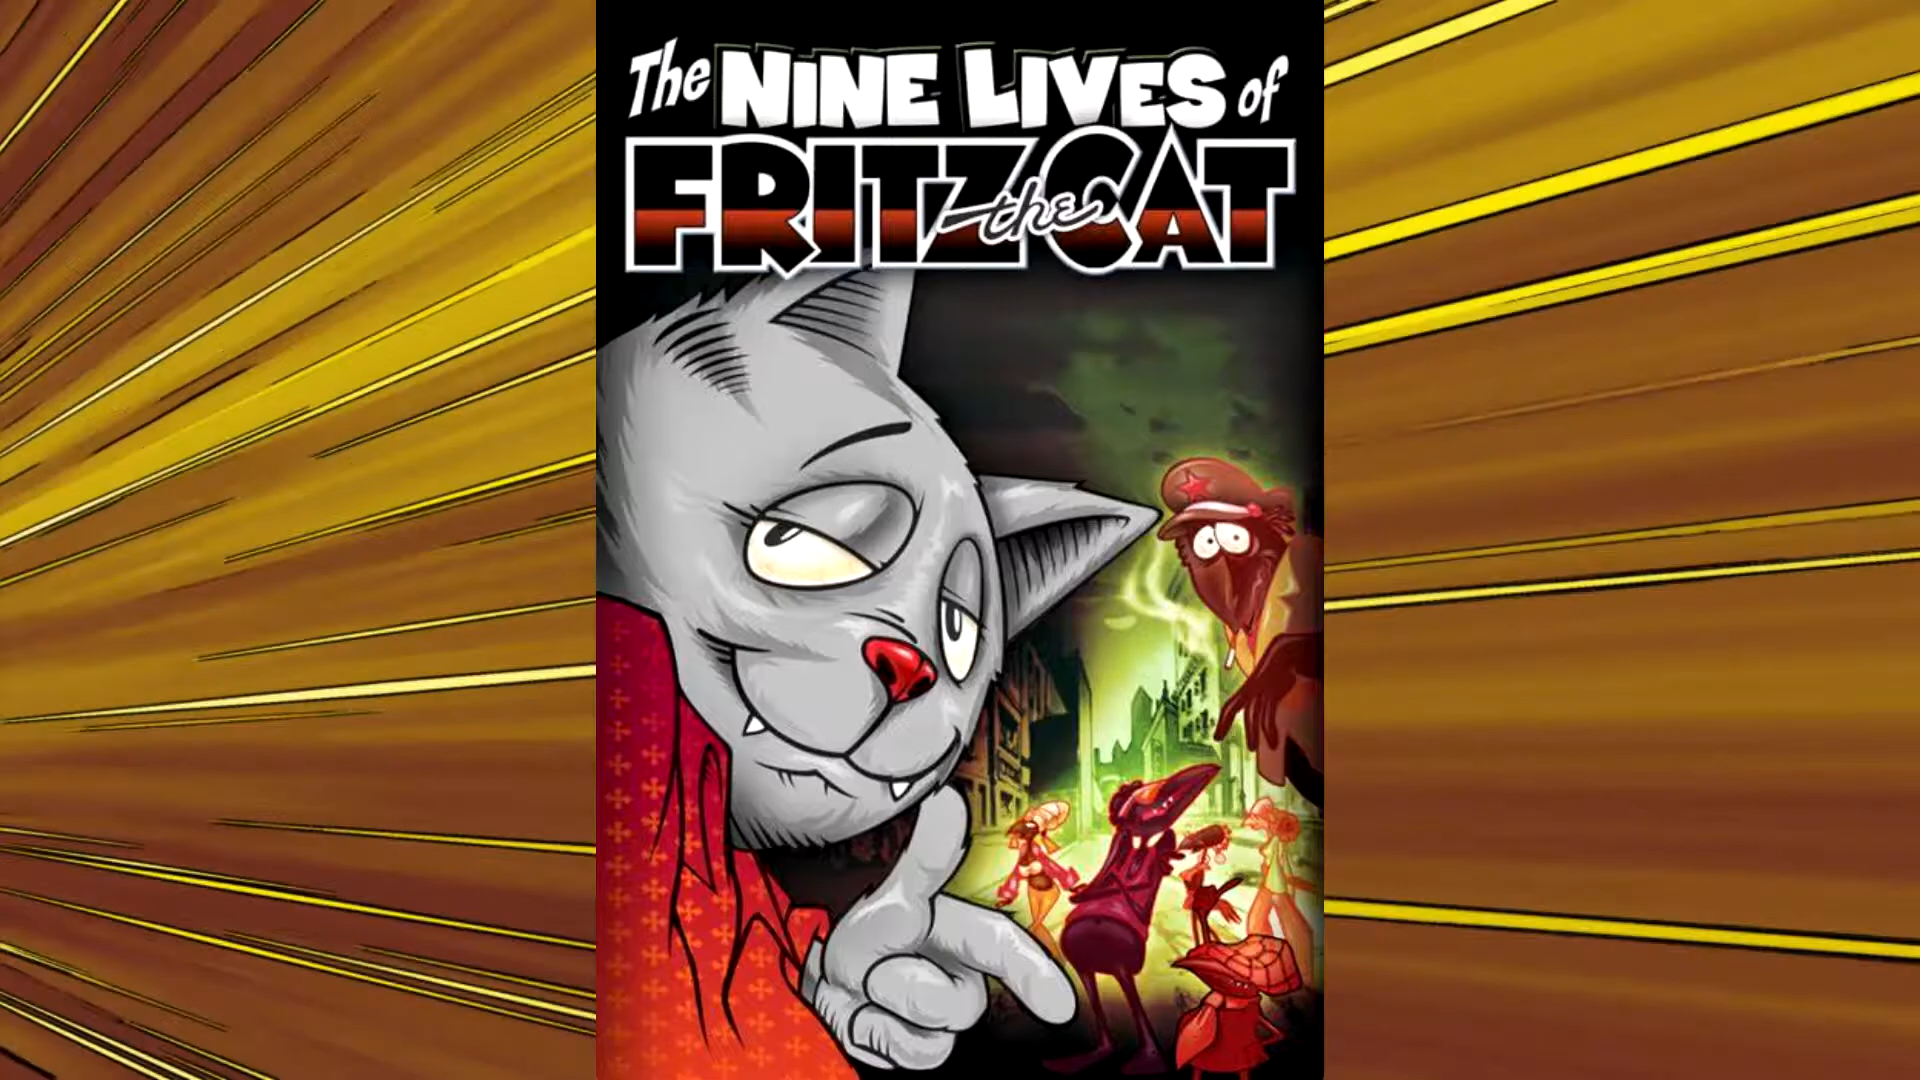 The NINE LIVES of
FRITZ the CAT